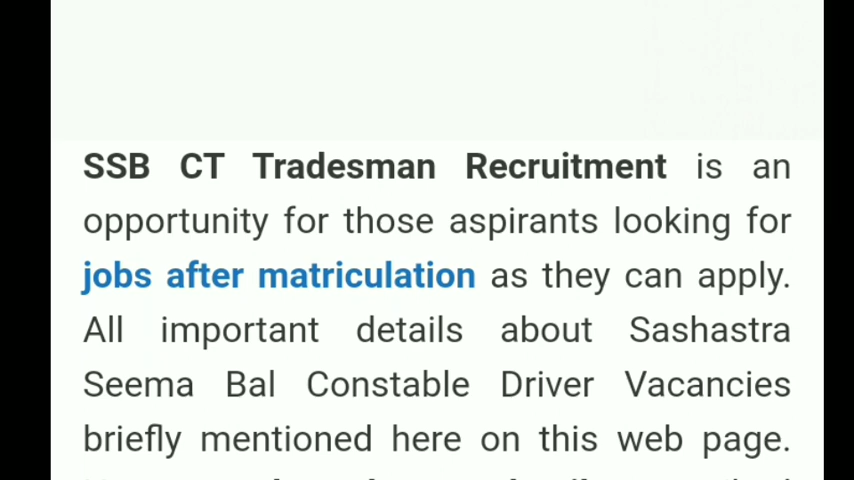 SSB CT Tradesman Recruitment is an
opportunity for those aspirants looking for
jobs after matriculation as they can apply.
All important details about Sashastra
Seema Bal Constable Driver Vacancies
briefly mentioned here on this web page.